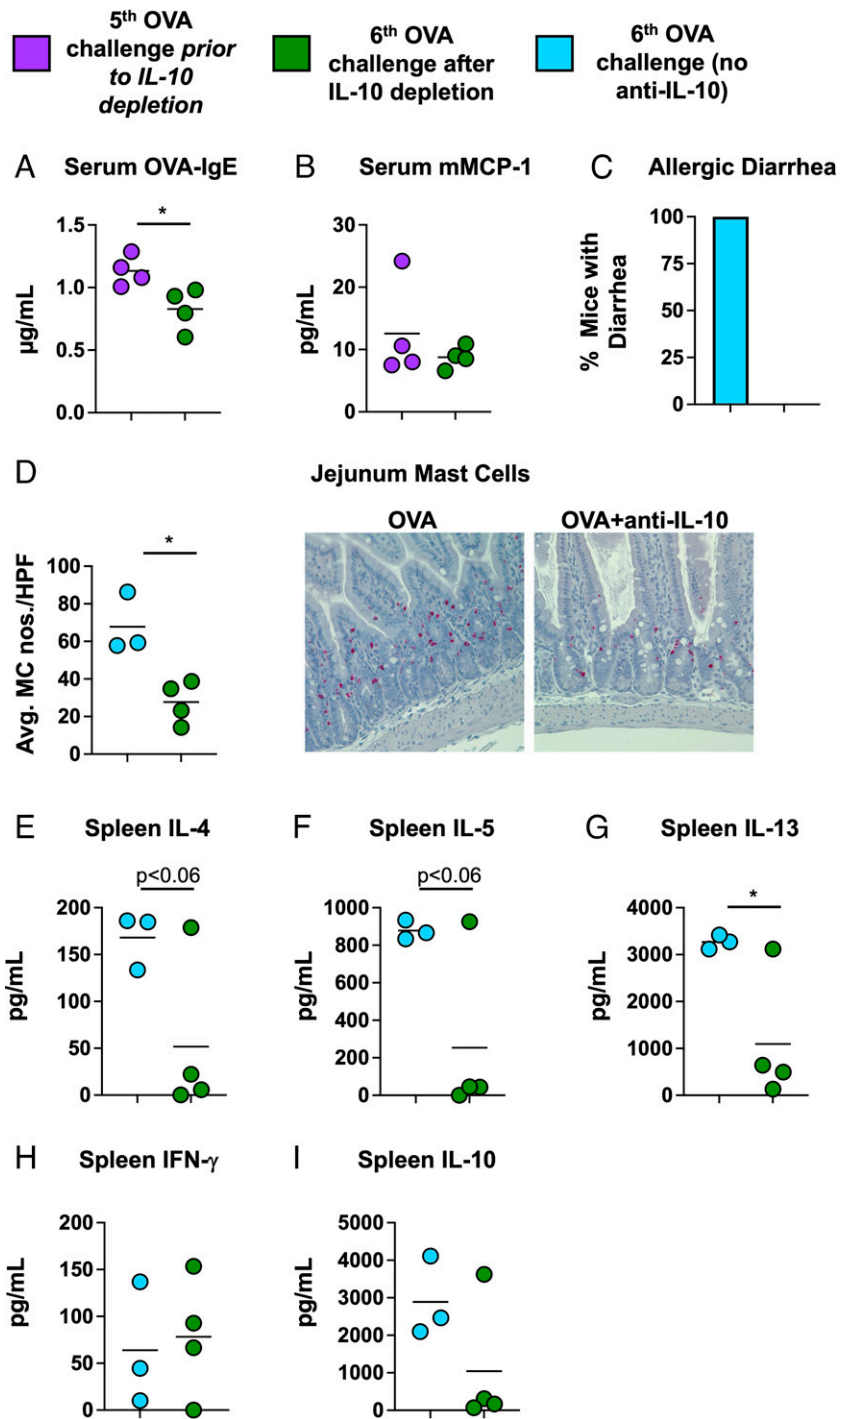 5th OVA
challenge prior
to IL-10
depletion
6th OVA
challenge after
IL-10 depletion
6th OVA
challenge (no
anti-IL-10)
A Serum OVA-IgE
*
µg/mL
1.5
1.0
0.5
0.0
B Serum mMCP-1
pg/mL
30
20
10
0
C Allergic Diarrhea
% Mice with
Diarrhea
100
75
50
25
0
D
*
Avg. MC nos./HPF
100
80
60
40
20
0
Jejunum Mast Cells
OVA
OVA+anti-IL-10
E Spleen IL-4
p<0.06
pg/mL
200
150
100
50
0
F Spleen IL-5
p<0.06
pg/mL
1000
800
600
400
200
0
G Spleen IL-13
*
pg/mL
4000
3000
2000
1000
0
H Spleen IFN-γ
pg/mL
200
150
100
50
0
I Spleen IL-10
pg/mL
5000
4000
3000
2000
1000
0